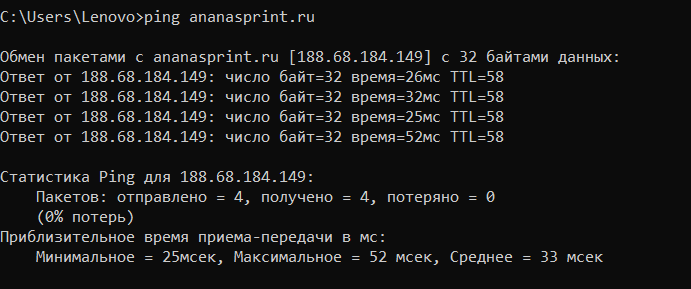 C:\Users\Lenovo>ping ananasprint.ru
Обмен пакетами с ananasprint.ru [188.68.184.149] с 32 байтами данных:
Ответ от 188.68.184.149: число байт=32 время=26мс TTL=58
Ответ от 188.68.184.149: число байт=32 время=32мс TTL=58
Ответ от 188.68.184.149: число байт=32 время=25мс TTL=58
Ответ от 188.68.184.149: число байт=32 время=52мс TTL=58
Статистика Ping для 188.68.184.149:
Пакетов: отправлено = 4, получено = 4, потеряно = 0
(0% потерь)
Приблизительное время приема-передачи в мс:
Минимальное = 25мсек, Максимальное = 52 мсек, Среднее = 33 мсек